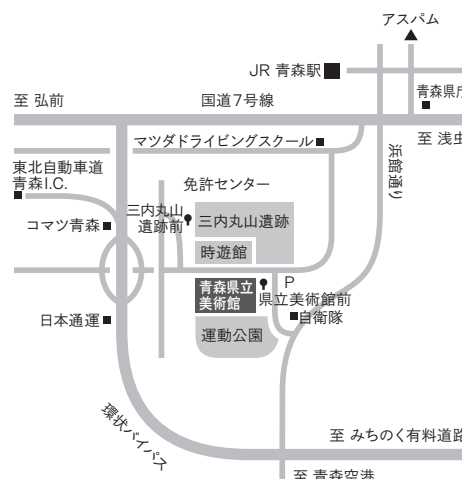 アスパム
JR 青森駅
青森県庁
至 弘前
国道7号線
至 浅虫
マツダドライビングスクール
浜館通り
東北自動車道
青森I.C.
免許センター
三内丸山
遺跡前
三内丸山遺跡
コマツ青森
時遊館
青森県立
美術館
P
県立美術館前
自衛隊
日本通運
運動公園
環状バイパス
至 みちのく有料道路
至 青森空港